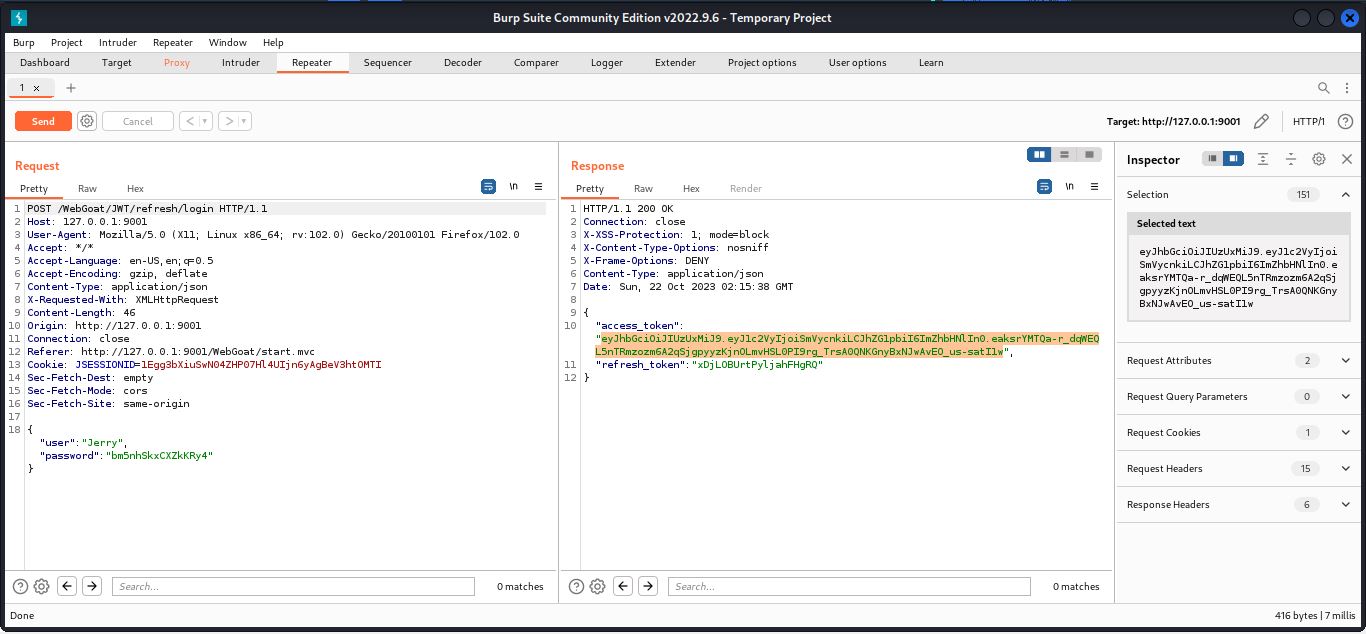 Burp Suite Community Edition v2022.9.6 - Temporary Project
Burp Project Intruder Repeater Window Help
Dashboard Target Proxy Intruder Repeater Sequencer Decoder Comparer Logger Extender Project options User options Learn
1 × +
Send Cancel < > Target: http://127.0.0.1:9001 HTTP/1 ?
Request
Pretty Raw Hex \n
1 POST /WebGoat/JWT/refresh/login HTTP/1.1
2 Host: 127.0.0.1:9001
3 User-Agent: Mozilla/5.0 (X11; Linux x86_64; rv:102.0) Gecko/20100101 Firefox/102.0
4 Accept: */*
5 Accept-Language: en-US,en;q=0.5
6 Accept-Encoding: gzip, deflate
7 Content-Type: application/json
8 X-Requested-With: XMLHttpRequest
9 Content-Length: 46
10 Origin: http://127.0.0.1:9001
11 Connection: close
12 Referer: http://127.0.0.1:9001/WebGoat/start.mvc
13 Cookie: JSESSIONID=1Egg3bXiuSwN04ZHP07Hl4UIjn6yAgBeV3htOMTI
14 Sec-Fetch-Dest: empty
15 Sec-Fetch-Mode: cors
16 Sec-Fetch-Site: same-origin
17
18 {
"user":"Jerry",
"password":"bm5nhSkxCXZkKRy4"
}
? Search... 0 matches
Response
Pretty Raw Hex Render \n
1 HTTP/1.1 200 OK
2 Connection: close
3 X-XSS-Protection: 1; mode=block
4 X-Content-Type-Options: nosniff
5 X-Frame-Options: DENY
6 Content-Type: application/json
7 Date: Sun, 22 Oct 2023 02:15:38 GMT
8
9 {
10 "access_token":
"eyJhbGciOiJIUzUxMiJ9.eyJ1c2VyIjoiSmVycnkiLCJhZG1pbiI6ImZhbHNlIn0.eaksrYMTQa-r_dqWEQ
L5nTRmzozm6A2qSjgpyyzKjnOLmvHSL0PI9rg_TrsA0QNKGnyBxNJwAvEO_us-satI1w",
11 "refresh_token":"xDjLOBUrtPyljahFHgRQ"
12 }
? Search... 0 matches
Inspector
Selection 151
Selected text
eyJhbGciOiJIUzUxMiJ9.eyJ1c2VyIjoi
SmVycnkiLCJhZG1pbiI6ImZhbHNlIn0.e
aksrYMTQa-r_dqWEQL5nTRmzozm6A2qSj
gpyyzKjnOLmvHSL0PI9rg_TrsA0QNKGny
BxNJwAvEO_us-satI1w
Request Attributes 2
Request Query Parameters 0
Request Cookies 1
Request Headers 15
Response Headers 6
Done 416 bytes | 7 millis